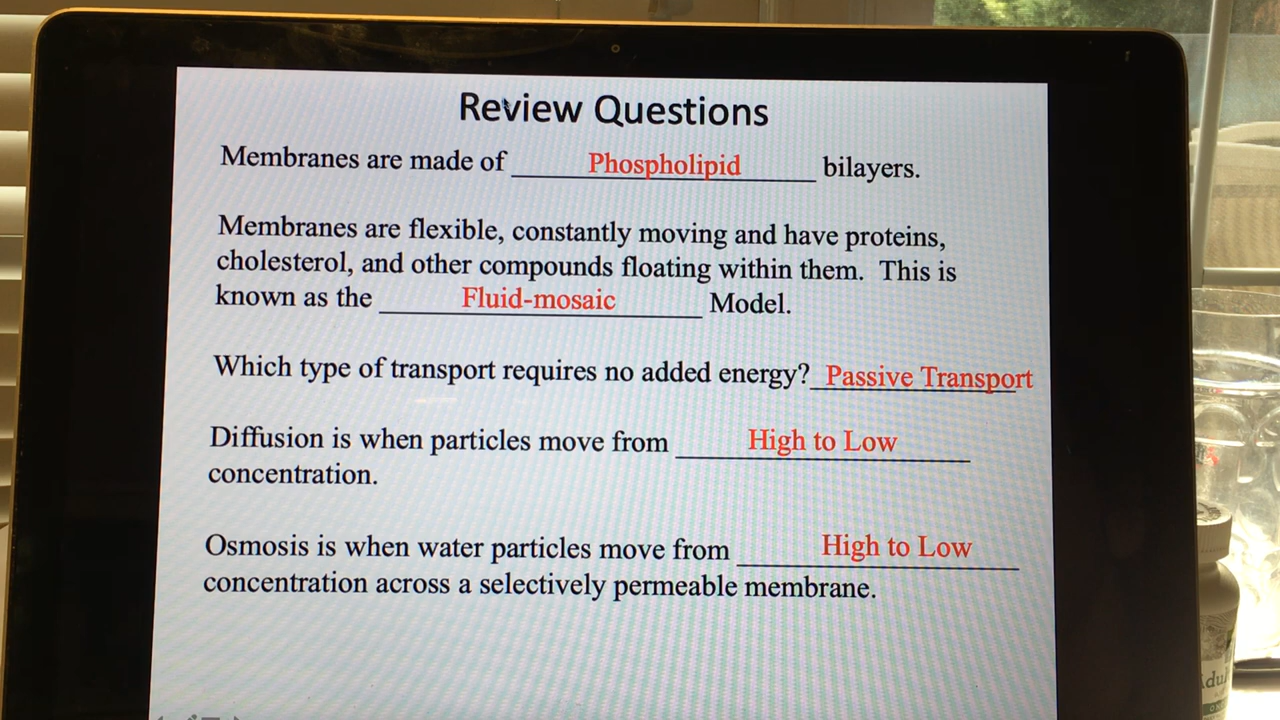 Review Questions
Membranes are made of Phospholipid bilayers.
Membranes are flexible, constantly moving and have proteins,
cholesterol, and other compounds floating within them. This is
known as the Fluid-mosaic Model.
Which type of transport requires no added energy? Passive Transport
Diffusion is when particles move from High to Low
concentration.
Osmosis is when water particles move from High to Low
concentration across a selectively permeable membrane.